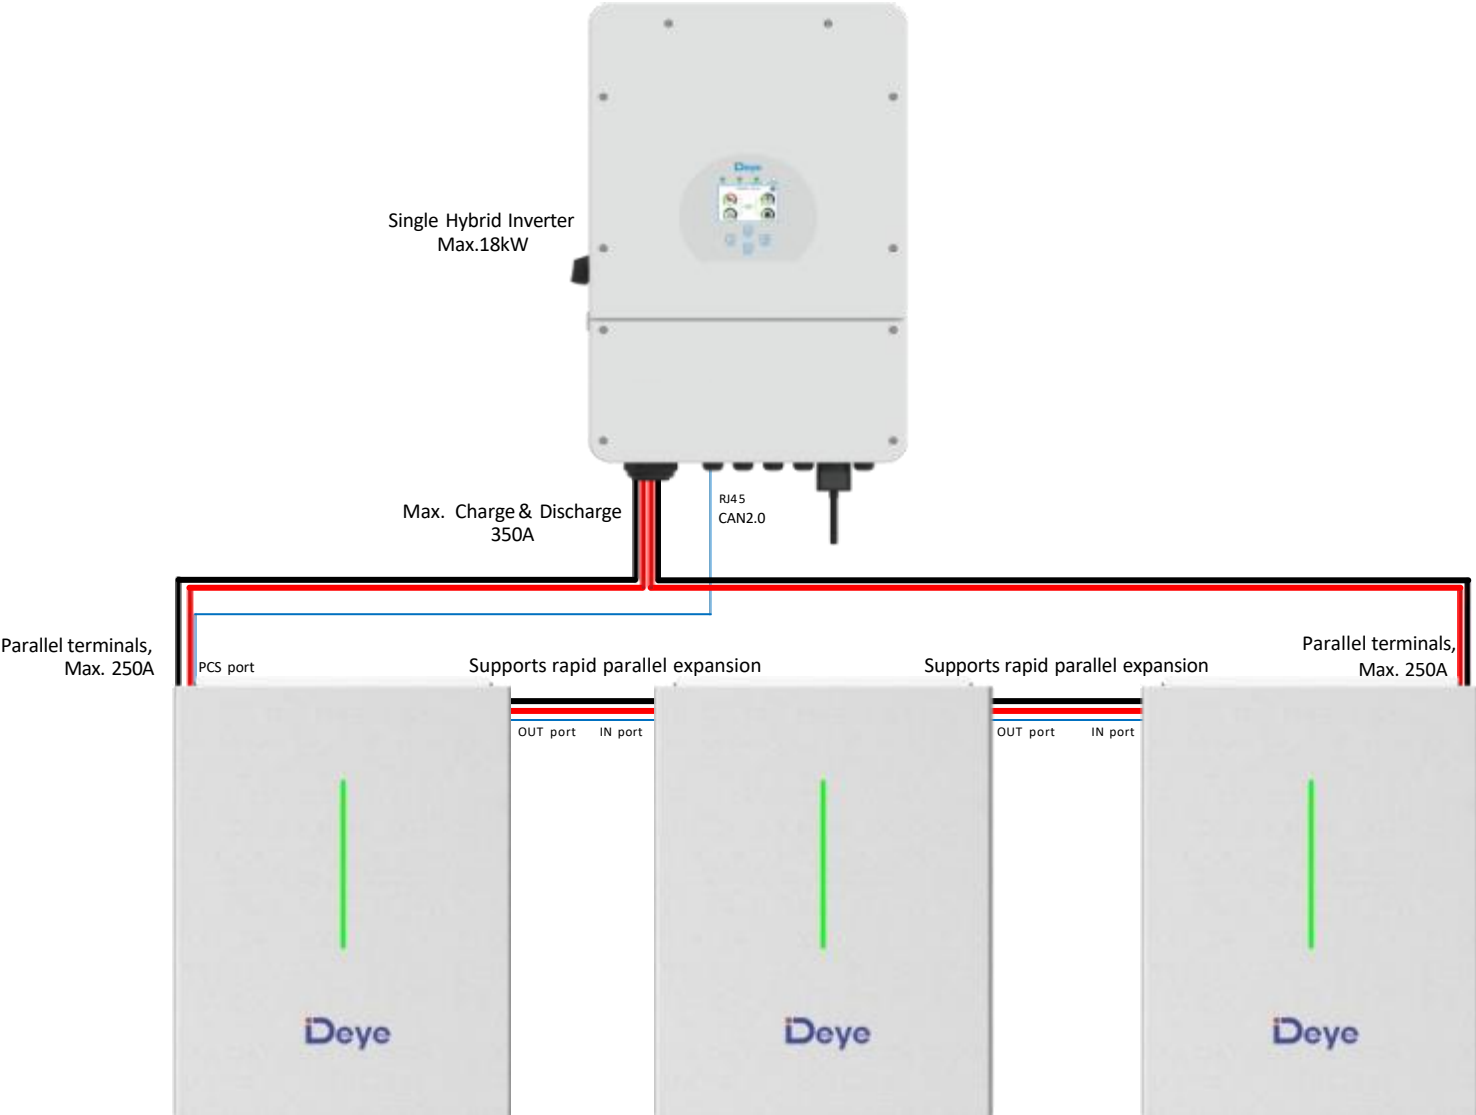 Deye
Single Hybrid Inverter
Max.18kW
Max. Charge & Discharge
350A
RJ45
CAN2.0
Parallel terminals,
Max. 250A
PCS port
Supports rapid parallel expansion
Supports rapid parallel expansion
Parallel terminals,
Max. 250A
OUT port
IN port
OUT port
IN port
Deye
Deye
Deye